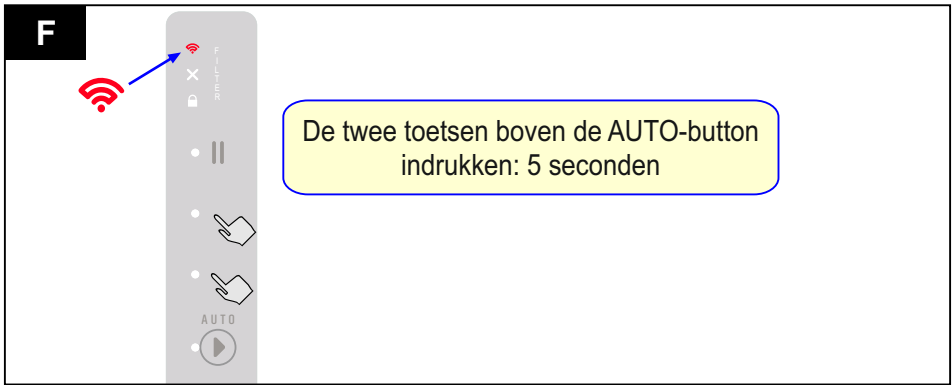 F
FILTER
De twee toetsen boven de AUTO-button
indrukken: 5 seconden
AUTO